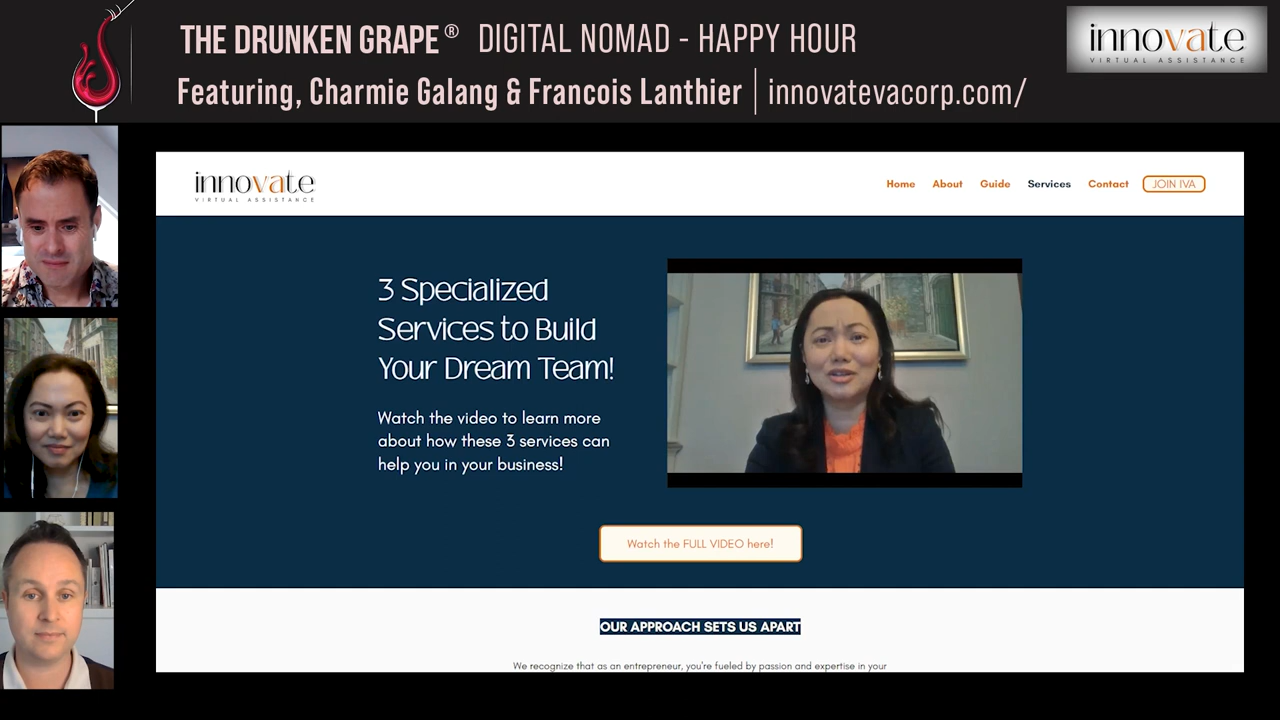 THE DRUNKEN GRAPE® DIGITAL NOMAD - HAPPY HOUR
Featuring, Charmie Galang & Francois Lanthier | innovatevacorp.com/
innovate
VIRTUAL ASSISTANCE
innovate
VIRTUAL ASSISTANCE
Home About Guide Services Contact JOIN IVA
3 Specialized
Services to Build
Your Dream Team!
Watch the video to learn more
about how these 3 services can
help you in your business!
Watch the FULL VIDEO here!
OUR APPROACH SETS US APART
We recognize that as an entrepreneur, you're fueled by passion and expertise in your